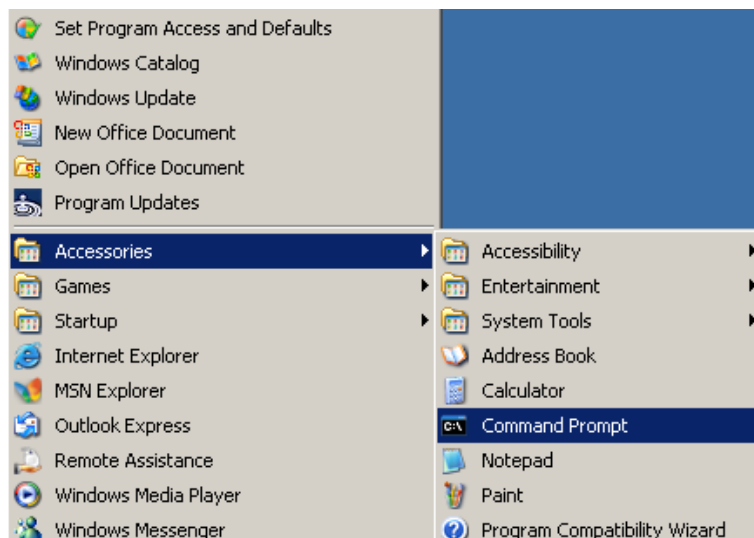 Set Program Access and Defaults
Windows Catalog
Windows Update
New Office Document
Open Office Document
Program Updates
Accessories
Games
Startup
Internet Explorer
MSN Explorer
Outlook Express
Remote Assistance
Windows Media Player
Windows Messenger
Accessibility
Entertainment
System Tools
Address Book
Calculator
C:\
Command Prompt
Notepad
Paint
Program Compatibility Wizard